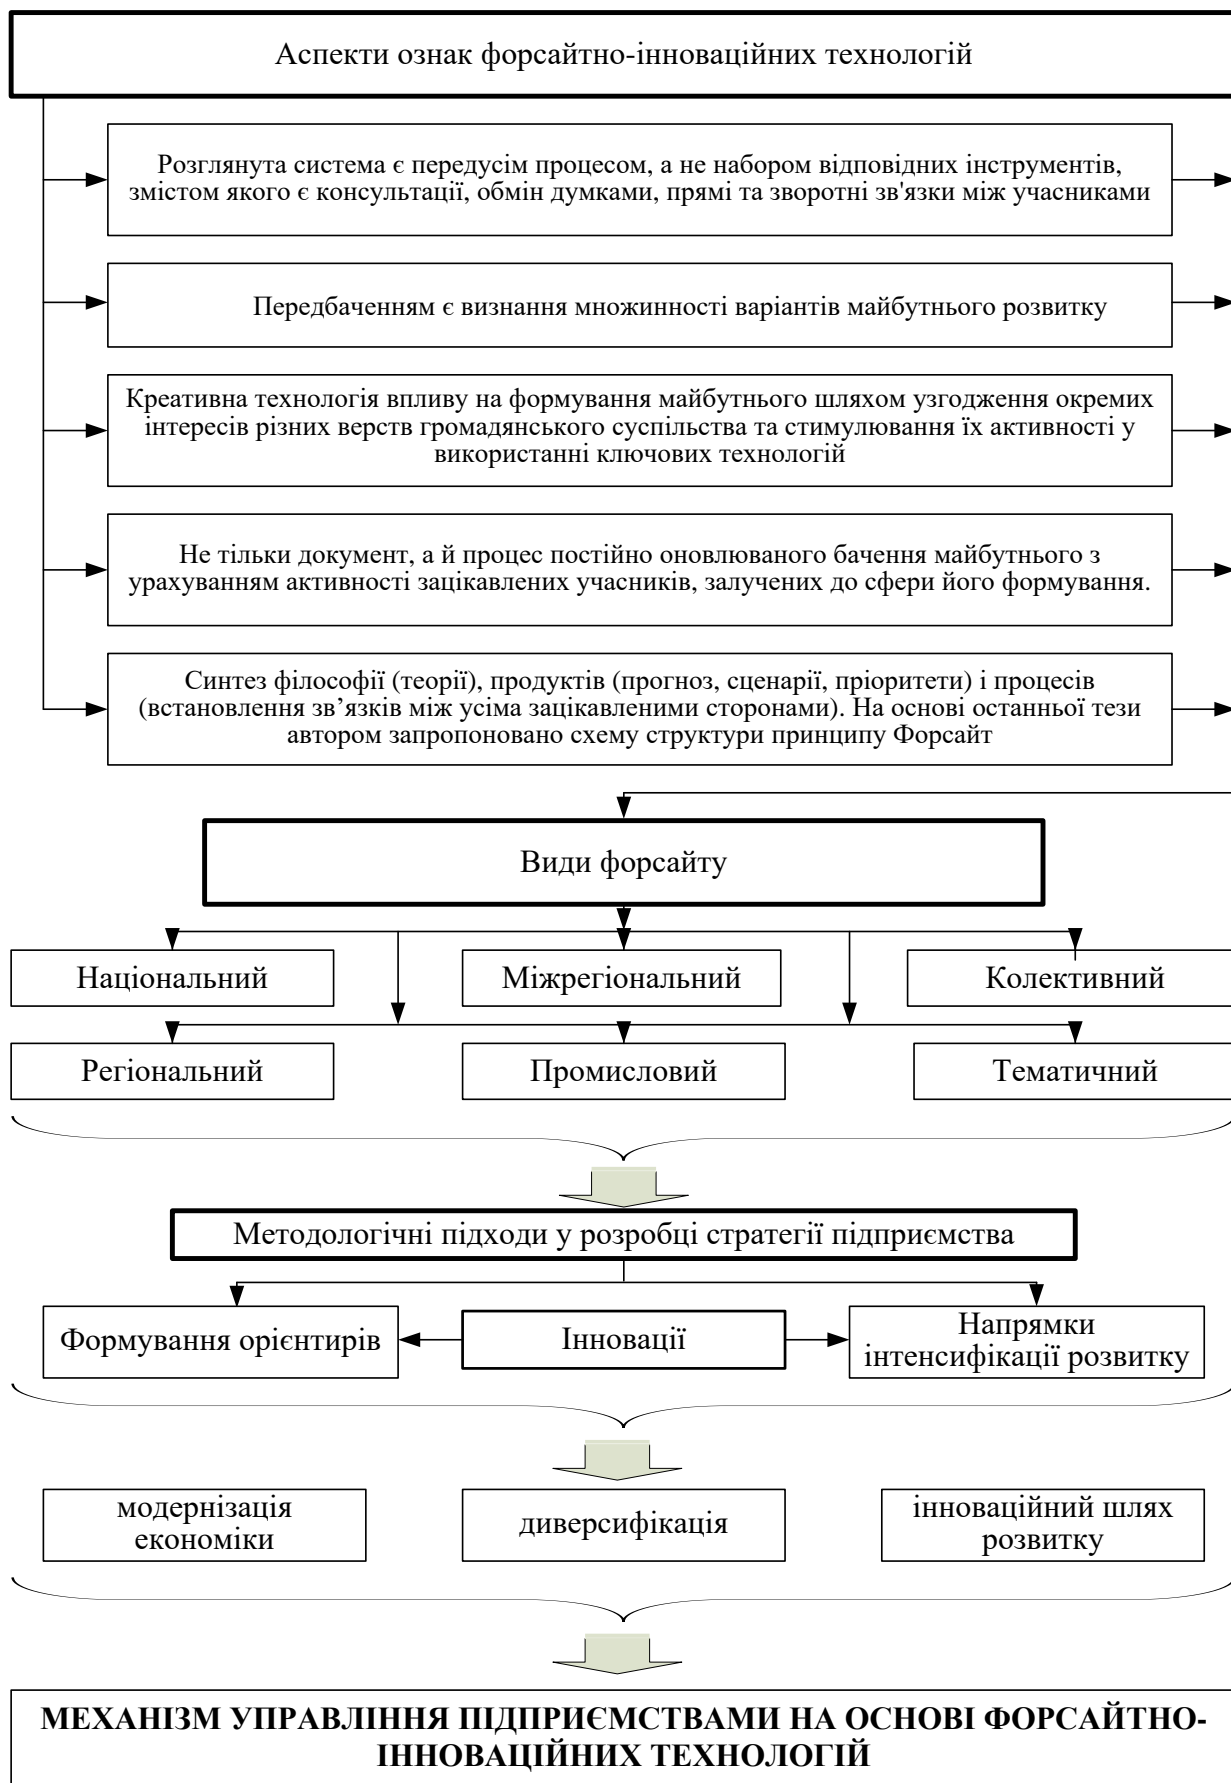 Аспекти ознак форсайтно-інноваційних технологій
Розглянута система є передусім процесом, а не набором відповідних інструментів,
змістом якого є консультації, обмін думками, прямі та зворотні зв'язки між учасниками
Передбаченням є визнання множинності варіантів майбутнього розвитку
Креативна технологія впливу на формування майбутнього шляхом узгодження окремих
інтересів різних верств громадянського суспільства та стимулювання їх активності у
використанні ключових технологій
Не тільки документ, а й процес постійно оновлюваного бачення майбутнього з
урахуванням активності зацікавлених учасників, залучених до сфери його формування.
Синтез філософії (теорії), продуктів (прогноз, сценарії, пріоритети) і процесів
(встановлення зв’язків між усіма зацікавленими сторонами). На основі останньої тези
автором запропоновано схему структури принципу Форсайт
Види форсайту
Національний
Міжрегіональний
Колективний
Регіональний
Промисловий
Тематичний
Методологічні підходи у розробці стратегії підприємства
Формування орієнтирів
Інновації
Напрямки
інтенсифікації розвитку
модернізація
економіки
диверсифікація
інноваційний шлях
розвитку
МЕХАНІЗМ УПРАВЛІННЯ ПІДПРИЄМСТВАМИ НА ОСНОВІ ФОРСАЙТНО-
ІННОВАЦІЙНИХ ТЕХНОЛОГІЙ